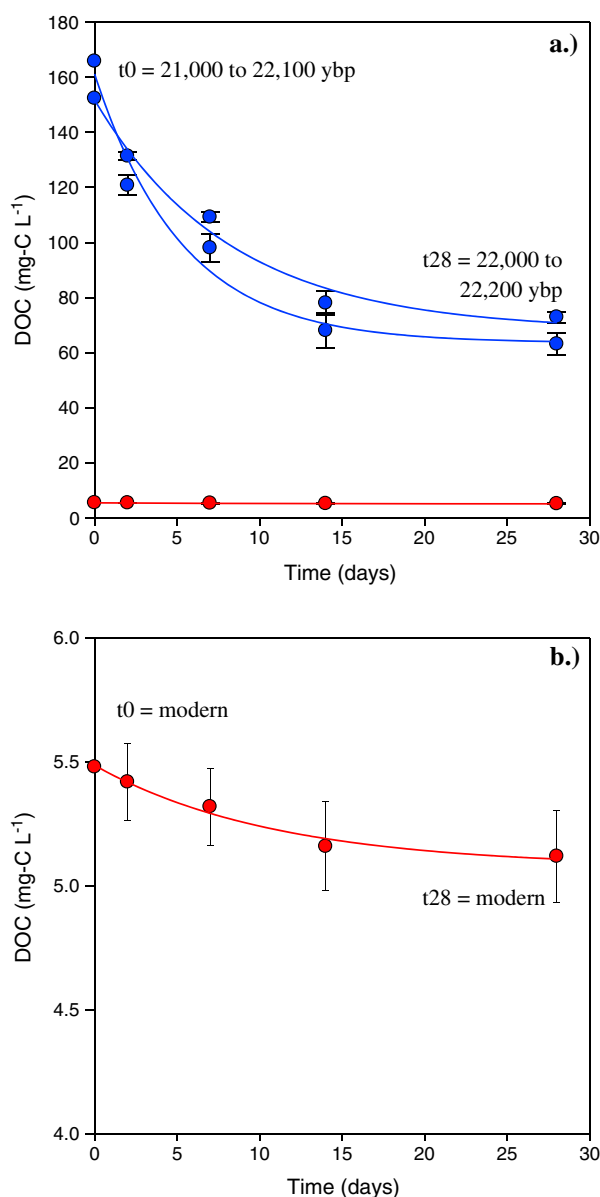 a.)
180
160
140
120
100
80
60
40
20
0
DOC (mg-C L⁻¹)
t0 = 21,000 to 22,100 ybp
t28 = 22,000 to
22,200 ybp
0 5 10 15 20 25 30
Time (days)
b.)
6.0
5.5
5.0
4.5
4.0
DOC (mg-C L⁻¹)
t0 = modern
t28 = modern
0 5 10 15 20 25 30
Time (days)